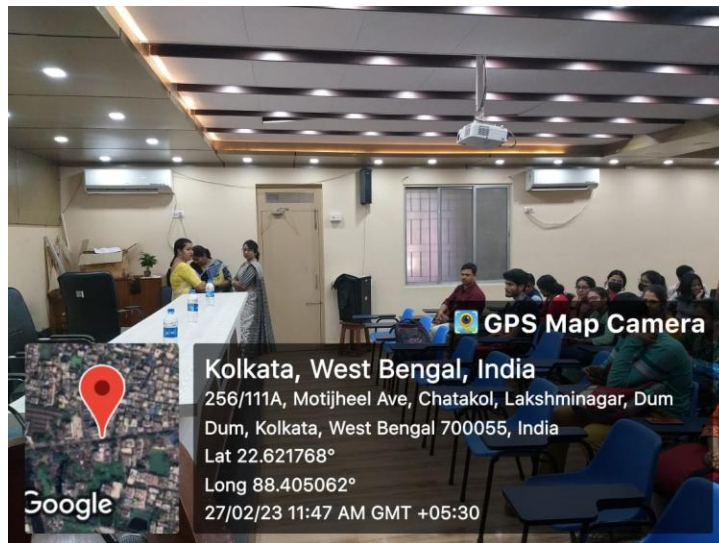 GPS Map Camera
Kolkata, West Bengal, India
256/111A, Motijheel Ave, Chatakol, Lakshminagar, Dum
Dum, Kolkata, West Bengal 700055, India
Lat 22.621768°
Long 88.405062°
27/02/23 11:47 AM GMT +05:30
Google